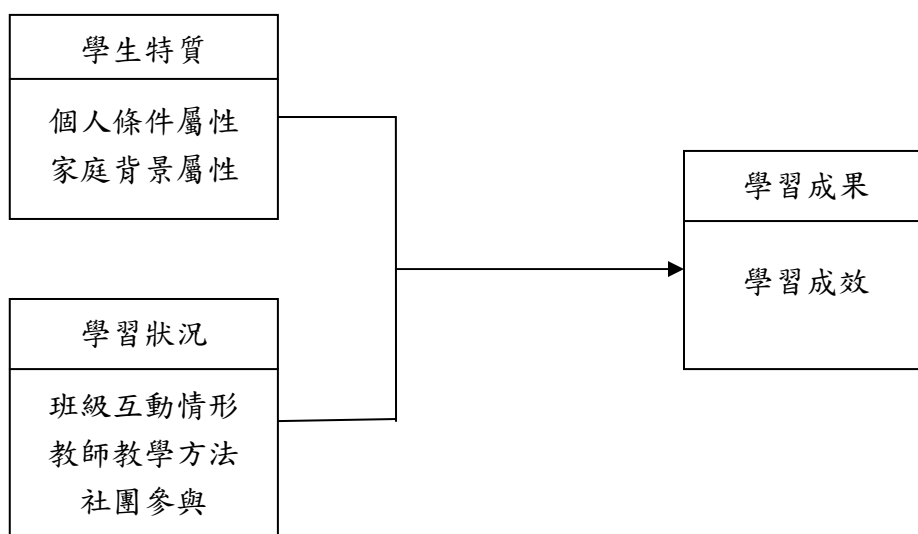 學生特質
個人條件屬性
家庭背景屬性
學習狀況
班級互動情形
教師教學方法
社團參與
學習成果
學習成效